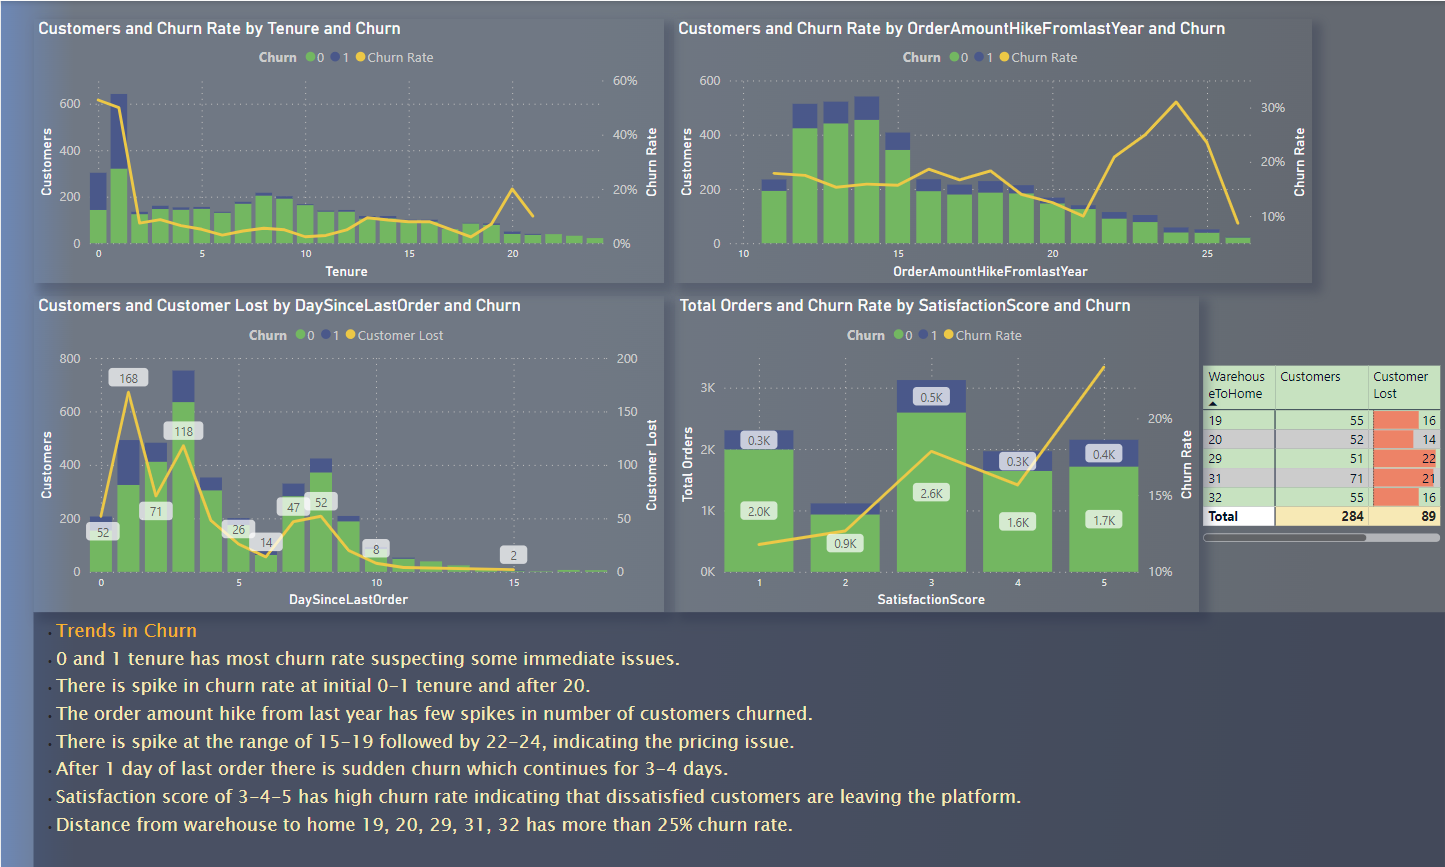 Customers and Churn Rate by Tenure and Churn
Churn 0 1 Churn Rate
Customers
600
400
200
0
60%
40%
20%
0%
Churn Rate
0 5 10 15 20
Tenure
Customers and Churn Rate by OrderAmountHikeFromlastYear and Churn
Churn 0 1 Churn Rate
Customers
600
400
200
0
30%
20%
10%
Churn Rate
10 15 20 25
OrderAmountHikeFromlastYear
Customers and Customer Lost by DaySinceLastOrder and Churn
Churn 0 1 Customer Lost
Customers
800
600
400
200
0
168
118
71
52
26
14
47
52
8
2
200
150
100
50
0
Customer Lost
0 5 10 15
DaySinceLastOrder
Total Orders and Churn Rate by SatisfactionScore and Churn
Churn 0 1 Churn Rate
Total Orders
3K
2K
1K
0K
0.3K
2.0K
0.9K
0.5K
2.6K
0.3K
1.6K
0.4K
1.7K
20%
15%
10%
Churn Rate
1 2 3 4 5
SatisfactionScore
Warehous Customers Customer
eToHome Lost
19 55 16
20 52 14
29 51 22
31 71 21
32 55 16
Total 284 89
Trends in Churn
0 and 1 tenure has most churn rate suspecting some immediate issues.
There is spike in churn rate at initial 0-1 tenure and after 20.
The order amount hike from last year has few spikes in number of customers churned.
There is spike at the range of 15-19 followed by 22-24, indicating the pricing issue.
After 1 day of last order there is sudden churn which continues for 3-4 days.
Satisfaction score of 3-4-5 has high churn rate indicating that dissatisfied customers are leaving the platform.
Distance from warehouse to home 19, 20, 29, 31, 32 has more than 25% churn rate.